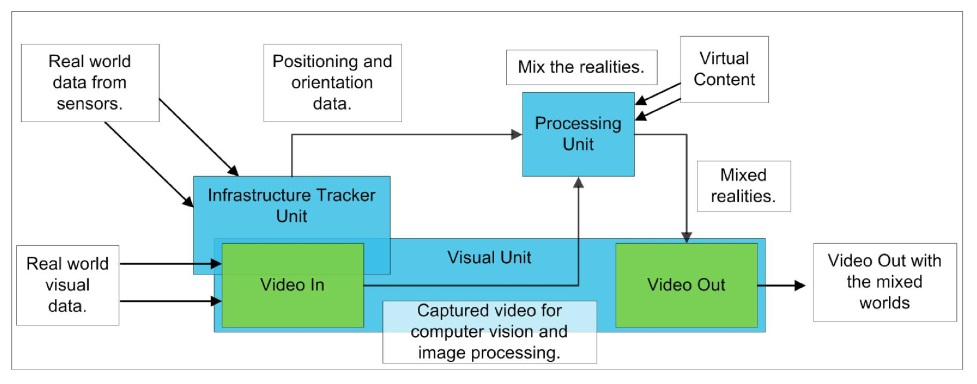 Real world
data from
sensors.
Positioning and
orientation
data.
Mix the realities.
Virtual
Content
Processing
Unit
Mixed
realities.
Infrastructure Tracker
Unit
Real world
visual
data.
Video In
Visual Unit
Captured video for
computer vision and
image processing.
Video Out
Video Out with
the mixed
worlds